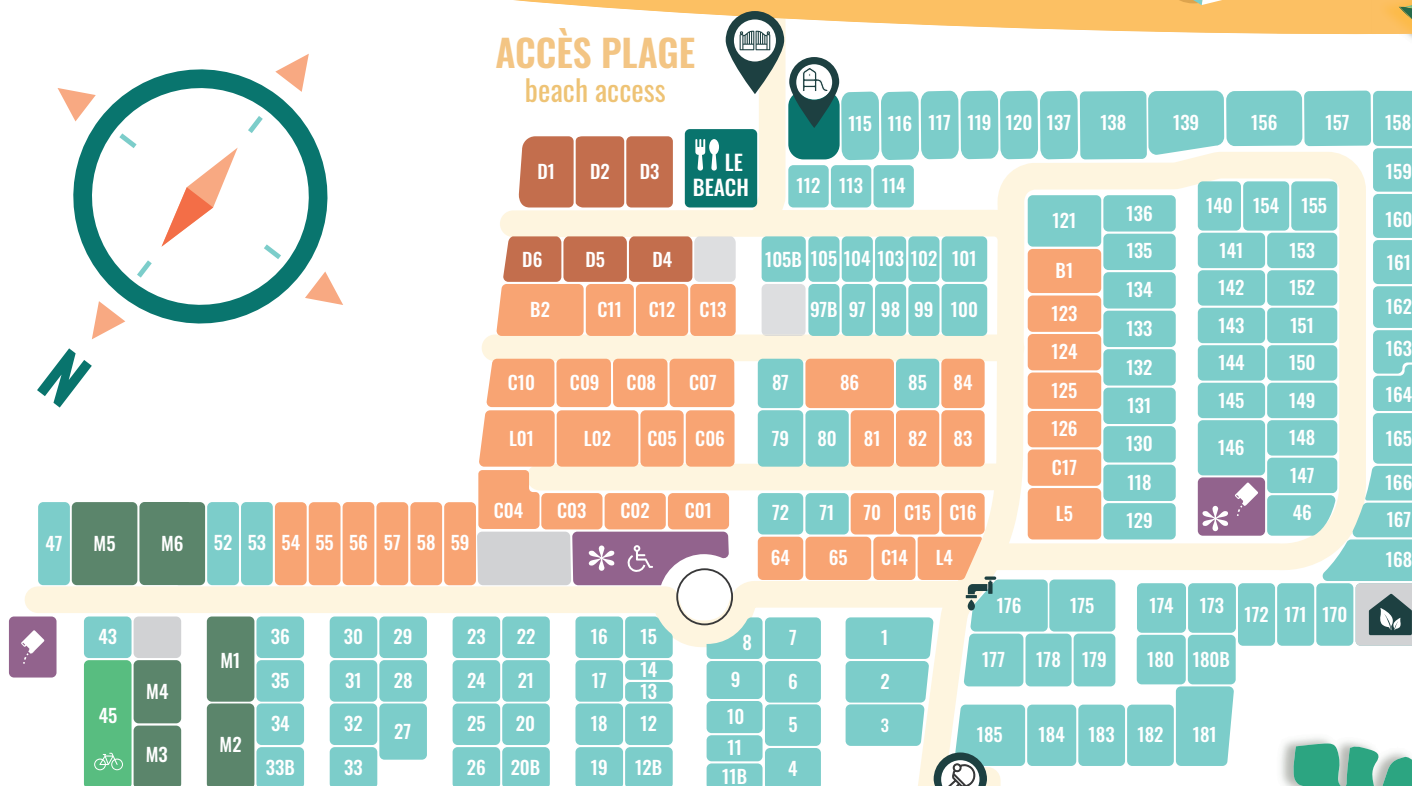 ACCÈS PLAGE
beach access
LE
BEACH
115 116 117 119 120 137 138 139 156 157 158
D1 D2 D3
112 113 114
159
121 136 140 154 155 160
D6 D5 D4
105B 105 104 103 102 101
135 141 153 161
B1
134 142 152 162
B2 C11 C12 C13
97B 97 98 99 100
123 133 143 151 163
124 132 144 150
C10 C09 C08 C07
87 86 85 84
125 131 145 149 164
126 130 146 148 165
L01 L02 C05 C06
79 80 81 82 83
C17 118 147 166
C04 C03 C02 C01
72 71 70 C15 C16
L5 129 46 167
47 M5 M6 52 53 54 55 56 57 58 59
64 65 C14 L4
168
N
176 175 174 173 172 171 170
43 36 30 29 23 22 16 15 8 7 1
M1
177 178 179 180 180B
M4 35 31 28 24 21 17 14 9 6 2
13
45 34 32 27 25 20 18 12 10 5 3
M3 M2
11
185 184 183 182 181
33B 33 26 20B 19 12B 11B 4